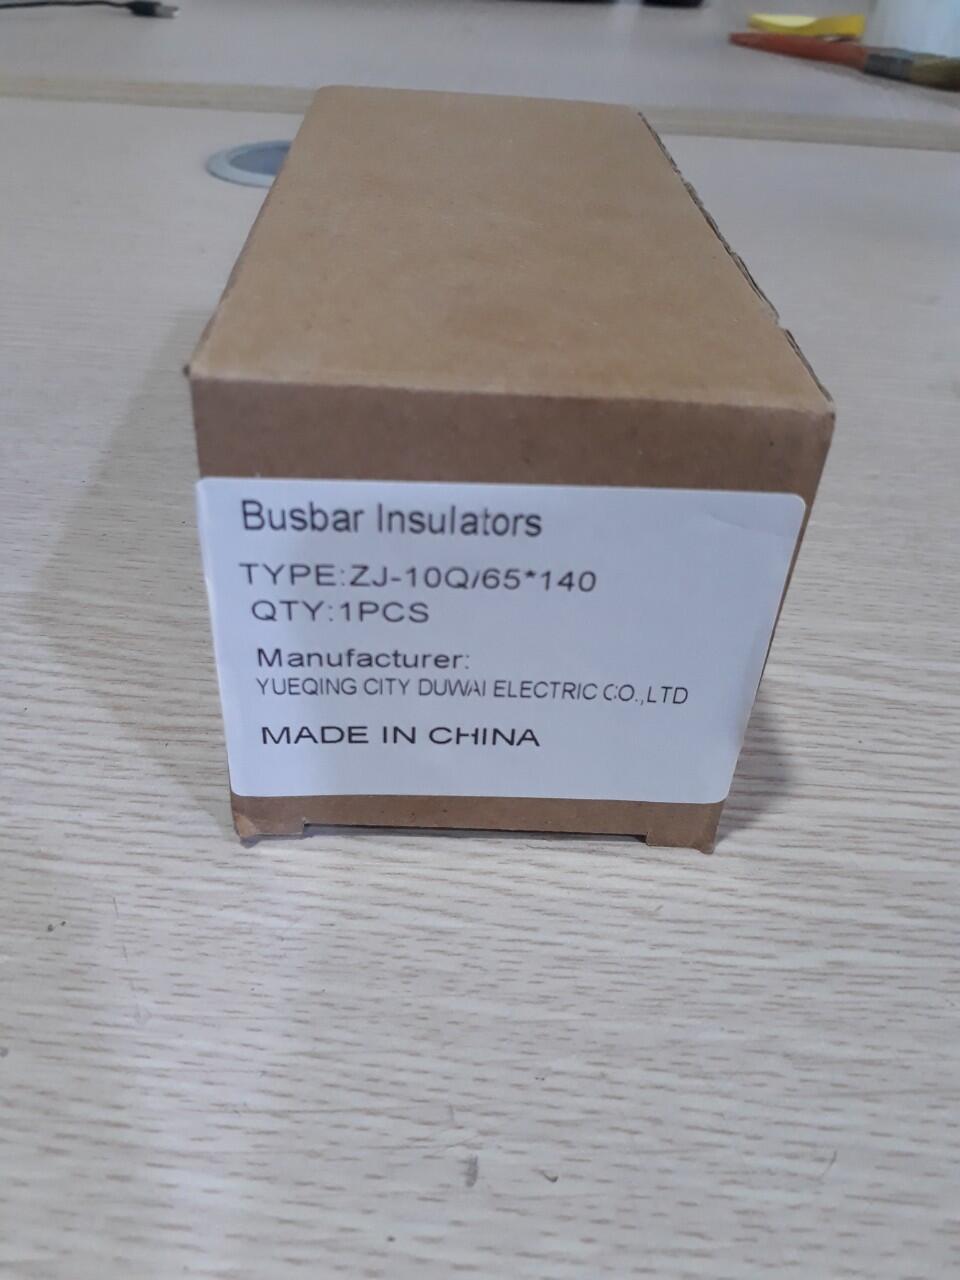 Busbar Insulators
TYPE:ZJ-10Q/65*140
QTY:1PCS
Manufacturer:
YUEQING CITY DUWAI ELECTRIC CO.,LTD
MADE IN CHINA